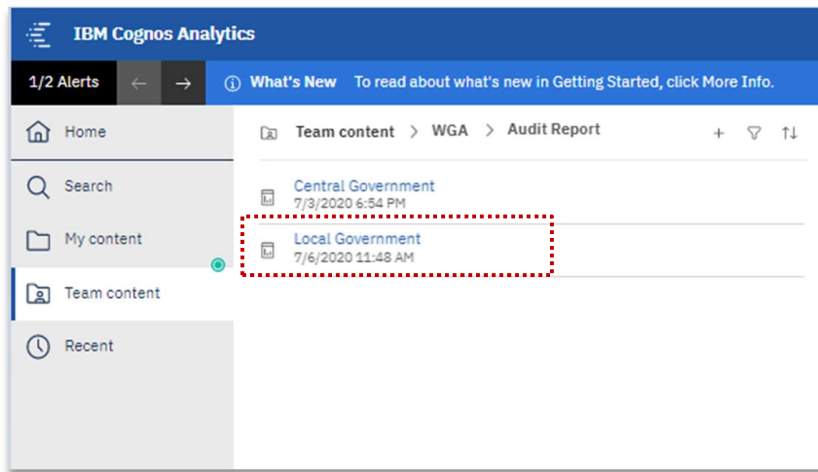 IBM Cognos Analytics
1/2 Alerts ← → What's New To read about what's new in Getting Started, click More Info.
Home
Team content > WGA > Audit Report
Search
Central Government
7/3/2020 6:54 PM
My content
Local Government
7/6/2020 11:48 AM
Team content
Recent